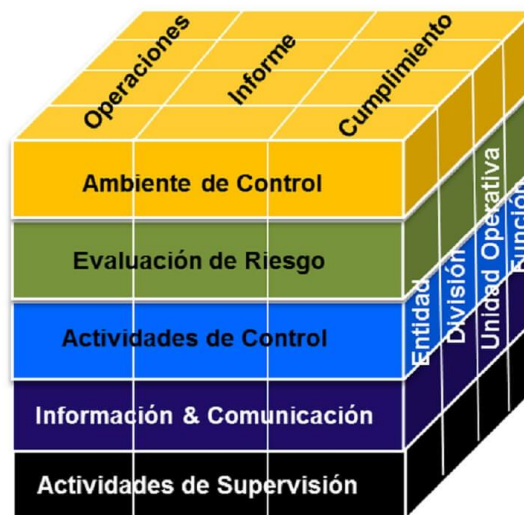 Operaciones
Informe
Cumplimiento
Ambiente de Control
Evaluación de Riesgo
Actividades de Control
Información & Comunicación
Actividades de Supervisión
Entidad
División
Unidad Operativa
Función